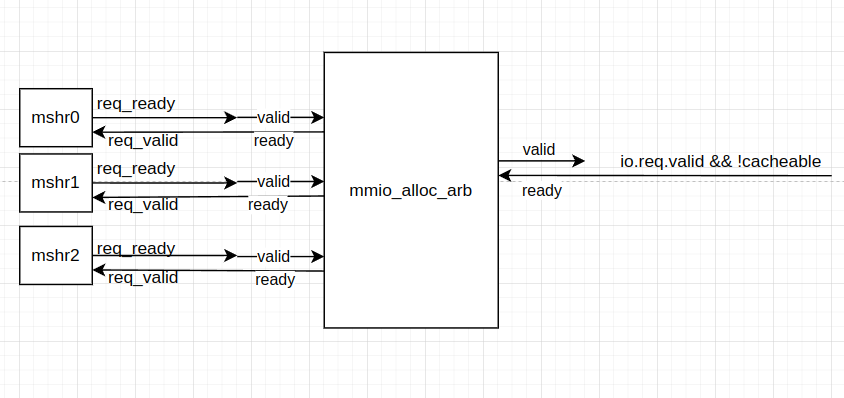 req_ready
mshr0
valid
req_valid
ready
valid
io.req.valid && !cacheable
req_ready
mshr1
valid
mmio_alloc_arb
ready
req_valid
ready
req_ready
mshr2
valid
req_valid
ready